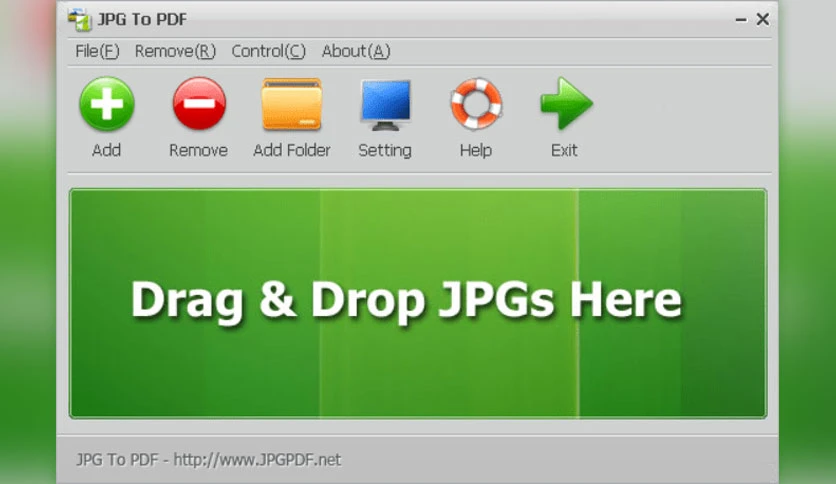 JPG To PDF
File(F) Remove(R) Control(C) About(A)
Add Remove Add Folder Setting Help Exit
Drag & Drop JPGs Here
JPG To PDF - http://www.JPGPDF.net